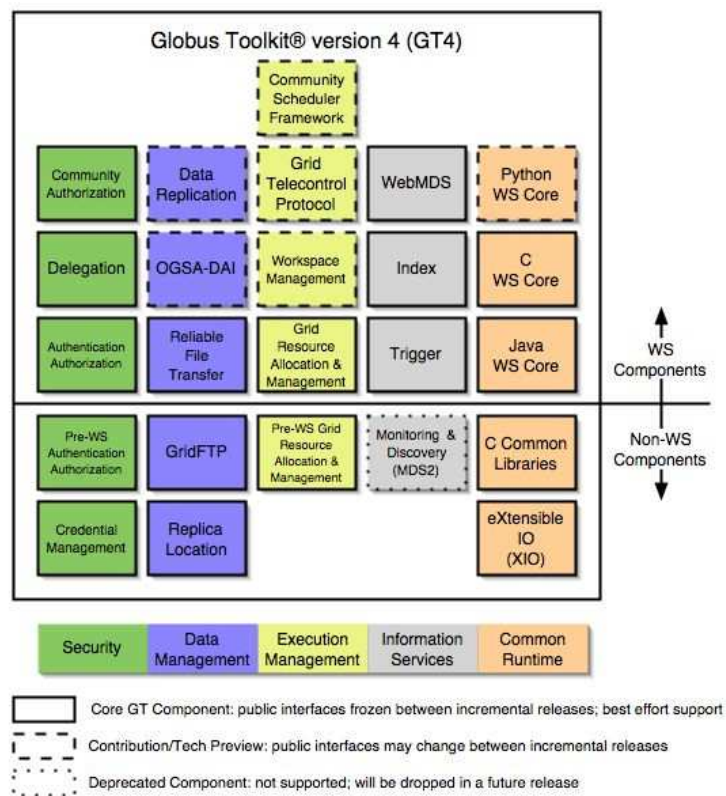 Globus Toolkit® version 4 (GT4)
Community
Scheduler
Framework
Community
Authorization
Data
Replication
Grid
Telecontrol
Protocol
WebMDS
Python
WS Core
Delegation
OGSA-DAI
Workspace
Management
Index
C
WS Core
Authentication
Authorization
Reliable
File
Transfer
Grid
Resource
Allocation &
Management
Trigger
Java
WS Core
WS
Components
Pre-WS
Authentication
Authorization
GridFTP
Pre-WS Grid
Resource
Allocation &
Management
Monitoring &
Discovery
(MDS2)
C Common
Libraries
Non-WS
Components
Credential
Management
Replica
Location
eXtensible
IO
(XIO)
Security
Data
Management
Execution
Management
Information
Services
Common
Runtime
Core GT Component: public interfaces frozen between incremental releases; best effort support
Contribution/Tech Preview: public interfaces may change between incremental releases
Deprecated Component: not supported; will be dropped in a future release